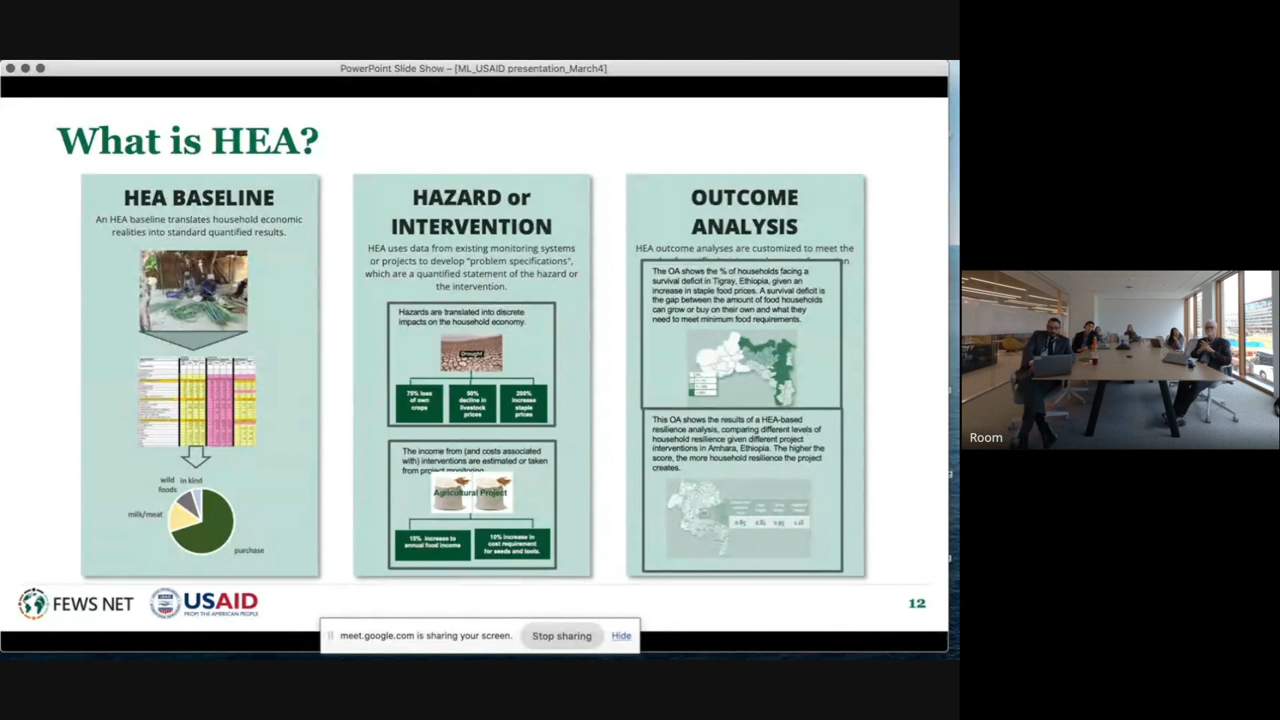 PowerPoint Slide Show – [ML_USAID presentation_March4]
What is HEA?
HEA BASELINE
An HEA baseline translates household economic
realities into standard quantified results.
wild
foods
in kind
milk/meat
purchase
HAZARD or
INTERVENTION
HEA uses data from existing monitoring systems
or projects to develop "problem specifications",
which are a quantified statement of the hazard or
the intervention.
Hazards are translated into discrete
impacts on the household economy.
Drought
75% loss
of own
crops
50%
decline in
livestock
prices
200%
increase
staple
prices
The income from (and costs associated
with) interventions are estimated or taken
from project monitoring.
Agricultural Project
15% increase to
annual food income
10% increase in
cost requirement
for seeds and tools.
OUTCOME
ANALYSIS
HEA outcome analyses are customized to meet the
The OA shows the % of households facing a
survival deficit in Tigray, Ethiopia, given an
increase in staple food prices. A survival deficit is
the gap between the amount of food households
can grow or buy on their own and what they
need to meet minimum food requirements.
This OA shows the results of a HEA-based
resilience analysis, comparing different levels of
household resilience given different project
interventions in Amhara, Ethiopia. The higher the
score, the more household resilience the project
creates.
FEWS NET
USAID
FROM THE AMERICAN PEOPLE
12
meet.google.com is sharing your screen.
Stop sharing
Hide
Room